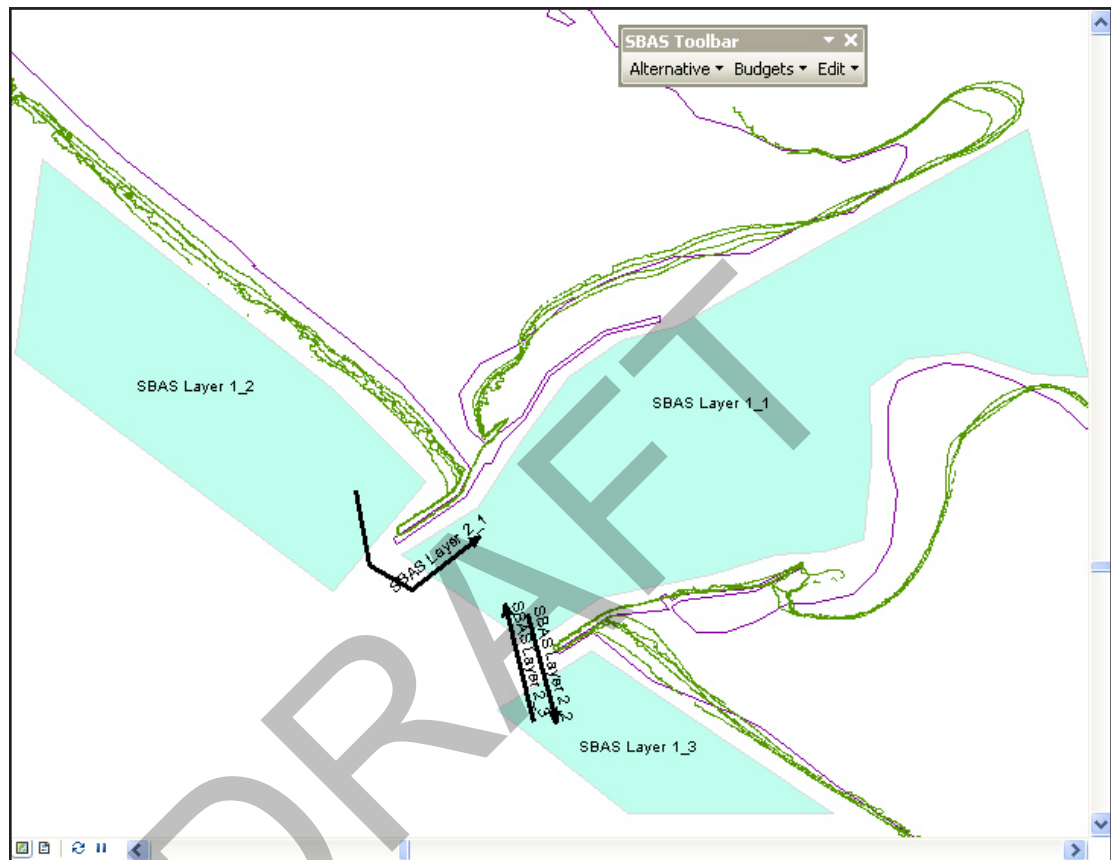 SBAS Toolbar
Alternative Budgets Edit
SBAS Layer 1_2
SBAS Layer 1_1
SBAS Layer 2_1
SBAS Layer 2_2
SBAS Layer 2_3
SBAS Layer 1_3
DRAFT